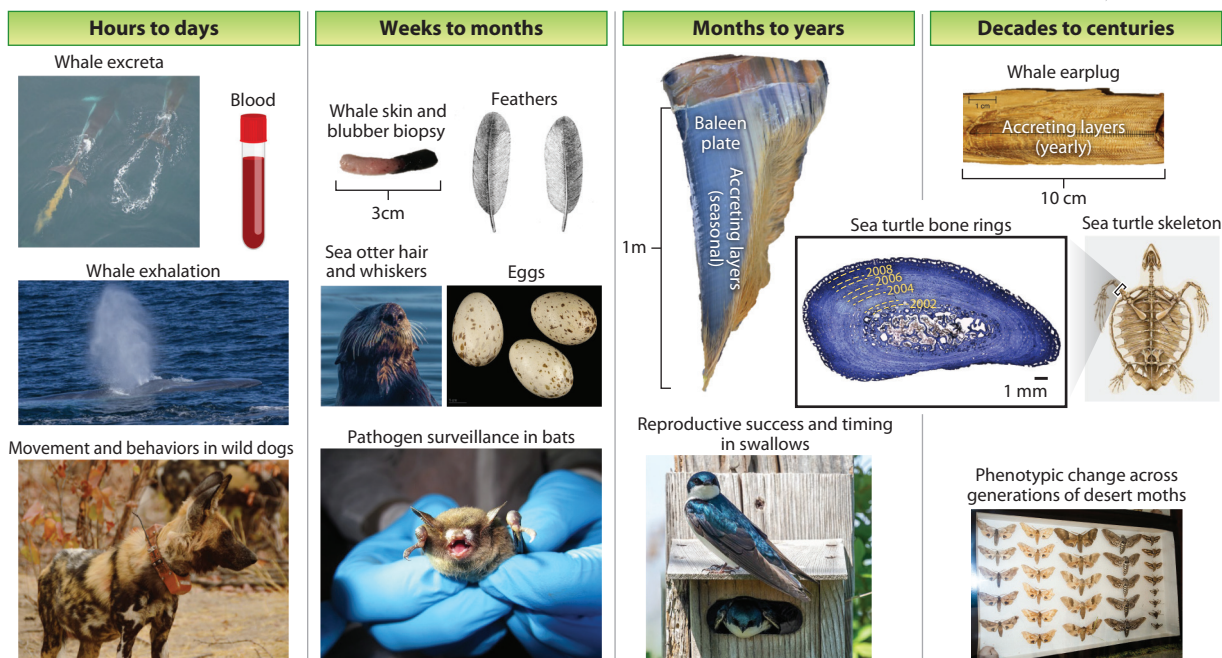 Hours to days
Whale excreta
Blood
Whale exhalation
Movement and behaviors in wild dogs
Weeks to months
Whale skin and
blubber biopsy
3cm
Feathers
Sea otter hair
and whiskers
Eggs
Pathogen surveillance in bats
Months to years
Baleen
plate
Accreting layers
(seasonal)
1m
Sea turtle bone rings
2008
2006
2004
2002
1 mm
Reproductive success and timing
in swallows
Decades to centuries
Whale earplug
1 cm
Accreting layers
(yearly)
10 cm
Sea turtle skeleton
Phenotypic change across
generations of desert moths